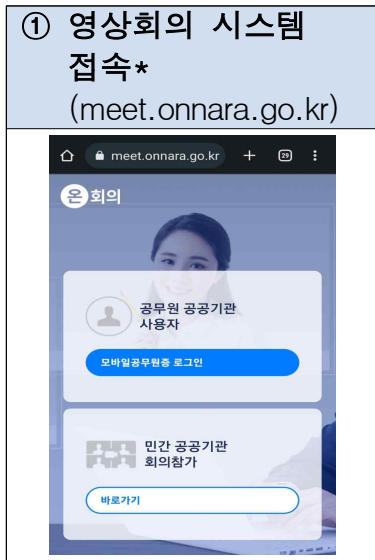 ① 영상회의 시스템
접속*
(meet.onnara.go.kr)
meet.onnara.go.kr
29
온회의
공무원 공공기관
사용자
모바일공무원증 로그인
민간 공공기관
회의참가
바로가기